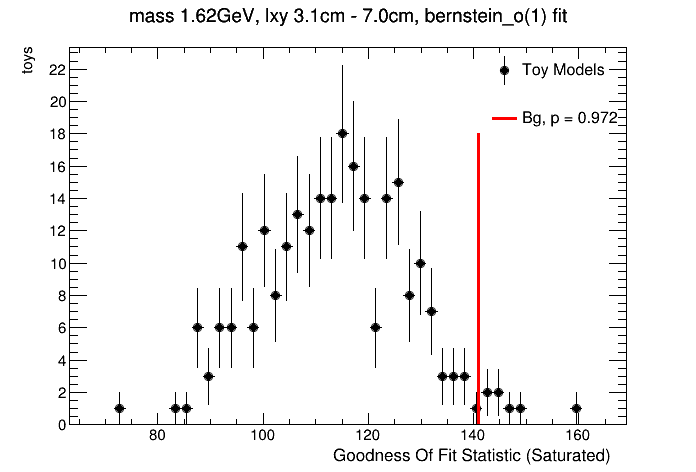 mass 1.62GeV, lxy 3.1cm - 7.0cm, bernstein_o(1) fit
toys
Toy Models
Bg, p = 0.972
22
20
18
16
14
12
10
8
6
4
2
0
80 100 120 140 160
Goodness Of Fit Statistic (Saturated)